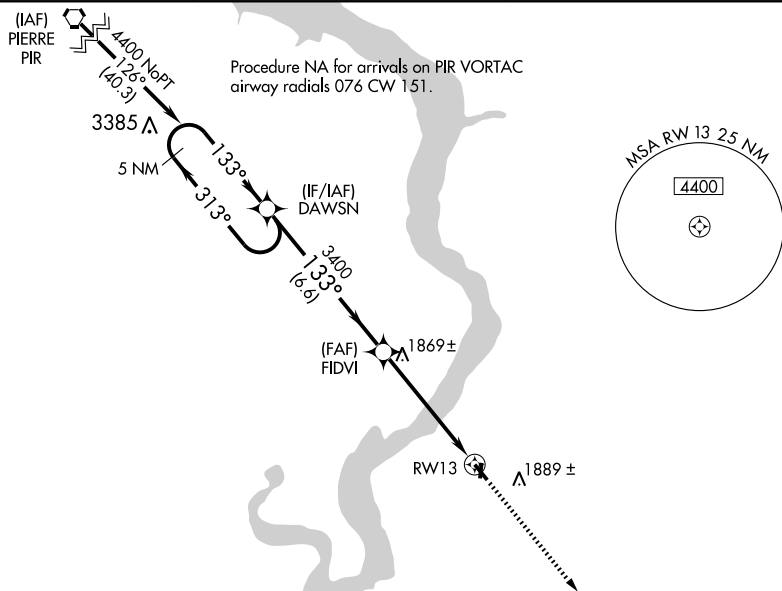 (IAF)
PIERRE
PIR
4400 NoPT
126°
(40.3)
Procedure NA for arrivals on PIR VORTAC
airway radials 076 CW 151.
3385
5 NM
133°
313°
(IF/IAF)
DAWSN
3400
133°
(6.6)
(FAF)
FIDVI
1869±
RW13
1889 ±
MSA RW 13 25 NM
4400